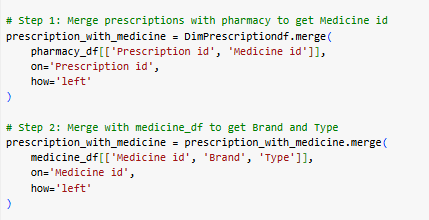 # Step 1: Merge prescriptions with pharmacy to get Medicine id
prescription_with_medicine = DimPrescriptiondf.merge(
    pharmacy_df[['Prescription id', 'Medicine id']],
    on='Prescription id',
    how='left'
)
# Step 2: Merge with medicine_df to get Brand and Type
prescription_with_medicine = prescription_with_medicine.merge(
    medicine_df[['Medicine id', 'Brand', 'Type']],
    on='Medicine id',
    how='left'
)